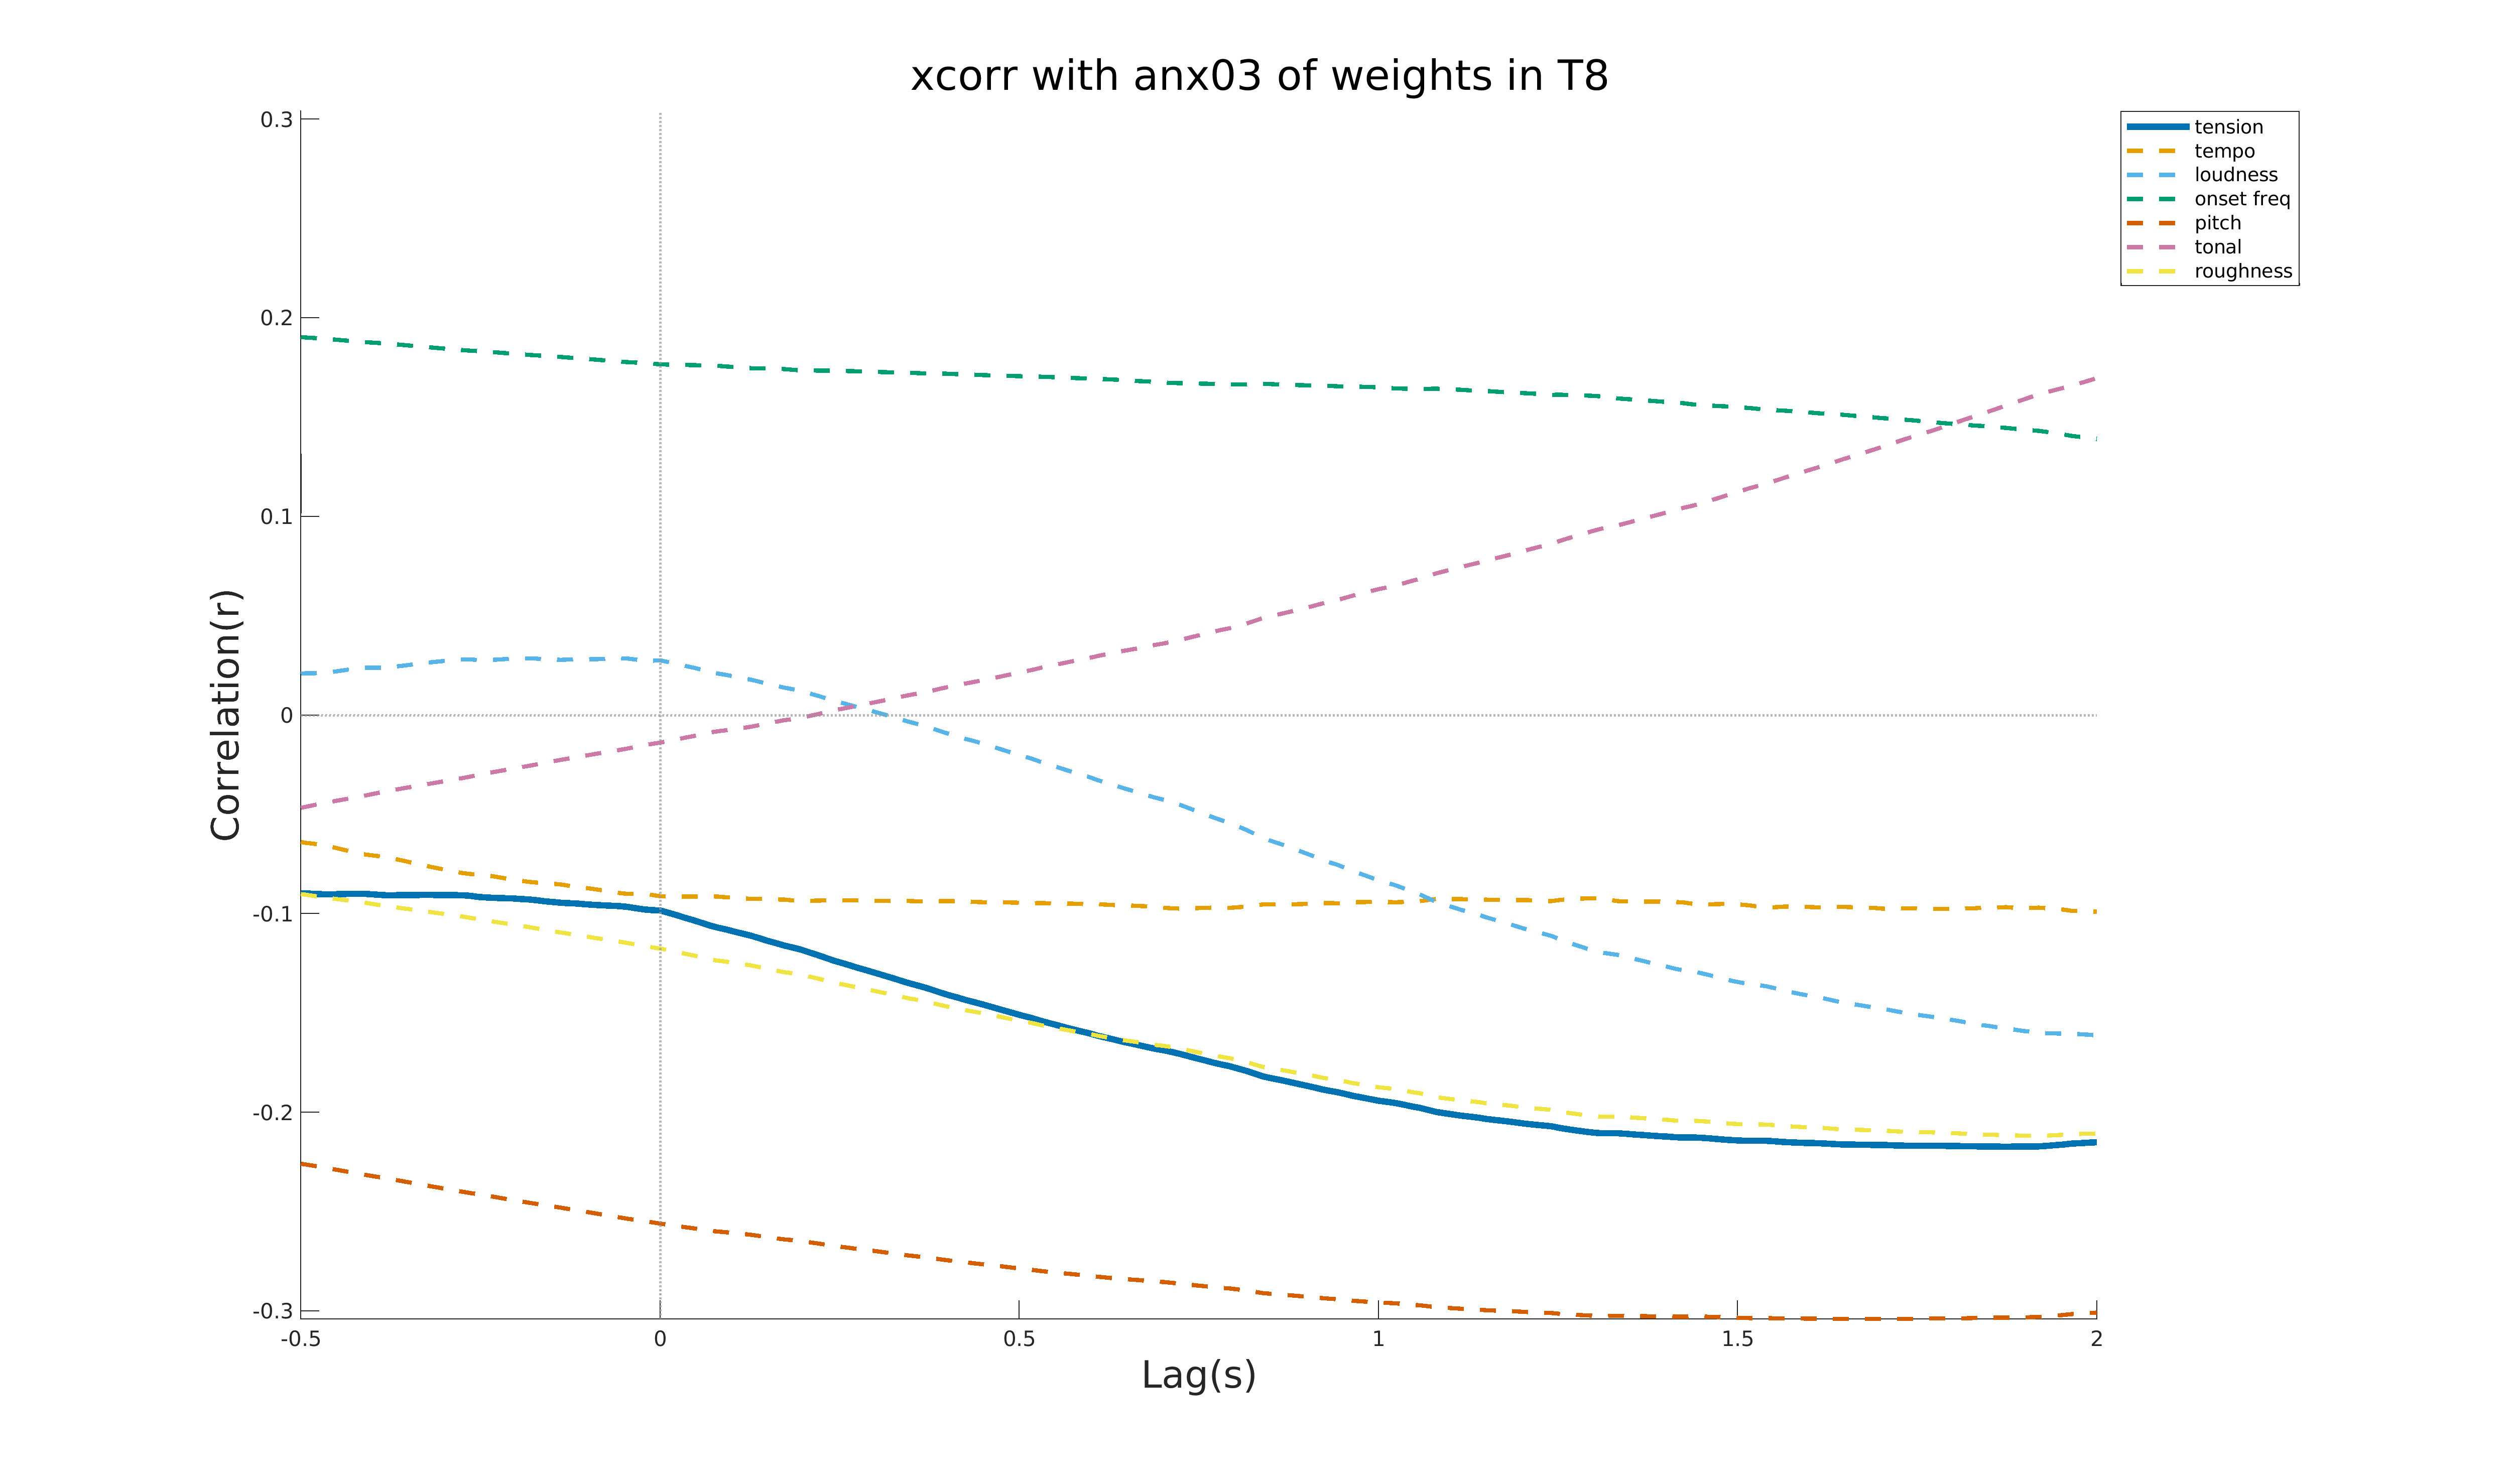 xcorr with anx03 of weights in T8
tension
tempo
loudness
onset freq
pitch
tonal
roughness
Correlation(r)
0.3
0.2
0.1
0
-0.1
-0.2
-0.3
-0.5
0
0.5
1
1.5
2
Lag(s)